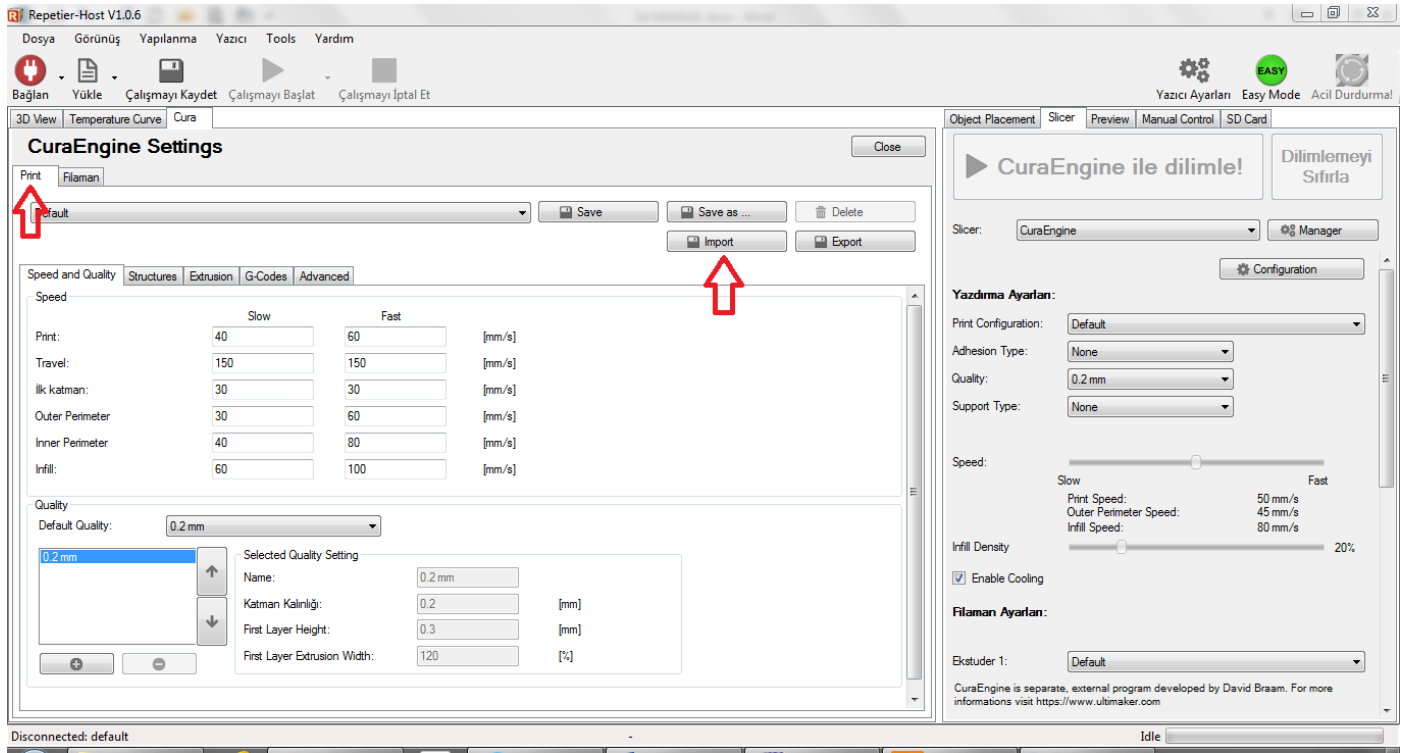 Repetier-Host V1.0.6
Dosya Görünüş Yapılanma Yazıcı Tools Yardım
EASY
Bağlan Yükle Çalışmayı Kaydet Çalışmayı Başlat Çalışmayı İptal Et Yazıcı Ayarları Easy Mode Acil Durdurma!
3D View Temperature Curve Cura
CuraEngine Settings
Close
Print Filaman
Default
Save
Save as ...
Delete
Import
Export
Speed and Quality Structures Extrusion G-Codes Advanced
Speed
Slow Fast
Print: 40 60 [mm/s]
Travel: 150 150 [mm/s]
İlk katman: 30 30 [mm/s]
Outer Perimeter 30 60 [mm/s]
Inner Perimeter 40 80 [mm/s]
Infill: 60 100 [mm/s]
Quality
Default Quality: 0.2 mm
0.2 mm
Selected Quality Setting
Name: 0.2 mm
Katman Kalınlığı: 0.2 [mm]
First Layer Height: 0.3 [mm]
First Layer Extrusion Width: 120 [%]
Object Placement Slicer Preview Manual Control SD Card
CuraEngine ile dilimle!
Dilimlemeyi
Sıfırla
Slicer: CuraEngine Manager
Configuration
Yazdırma Ayarları:
Print Configuration: Default
Adhesion Type: None
Quality: 0.2 mm
Support Type: None
Speed:
Slow Fast
Print Speed: 50 mm/s
Outer Perimeter Speed: 45 mm/s
Infill Speed: 80 mm/s
Infill Density 20%
Enable Cooling
Filaman Ayarları:
Ekstuder 1: Default
CuraEngine is separate, external program developed by David Braam. For more
informations visit https://www.ultimaker.com
Disconnected: default - Idle